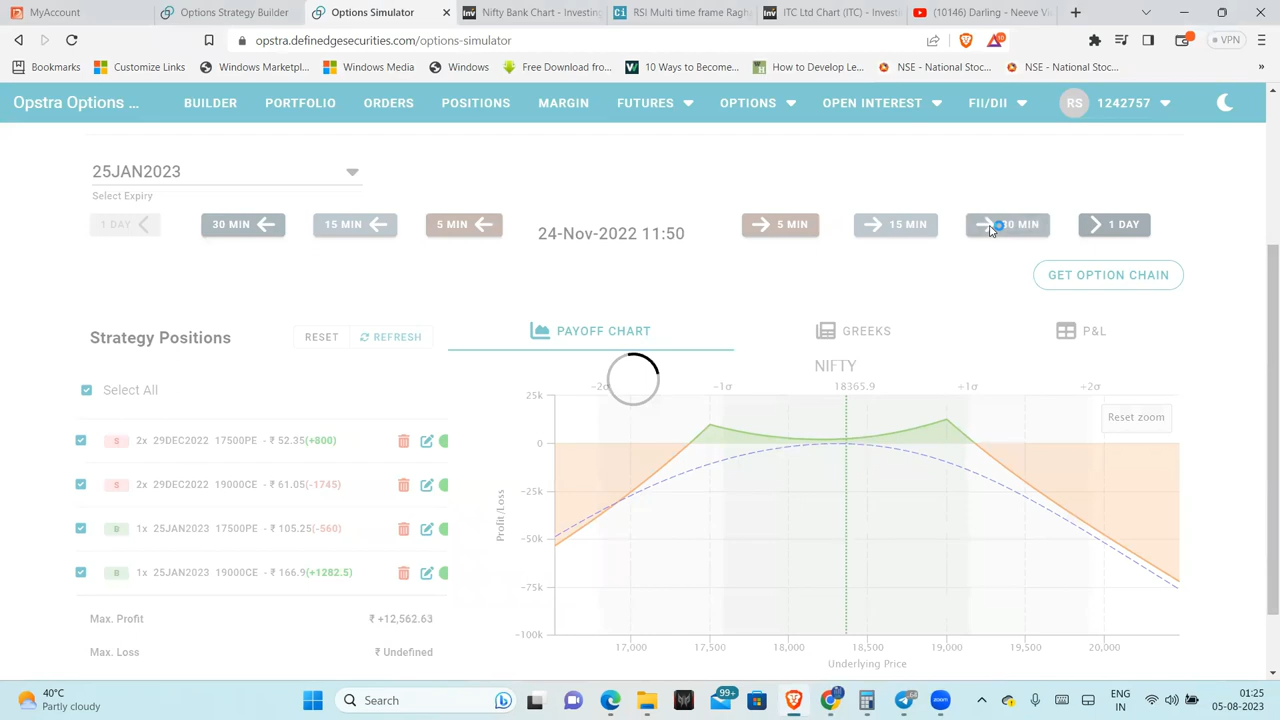 MyAccount
Options Strategy Builder
Options Simulator
Nifty Bank Chart - Investing
RSI Multi time frame Ragh
ITC Ltd Chart (ITC) - Investi
(10146) Darling - Neeve Vi
opstra.definedgesecurities.com/options-simulator
10
VPN
Bookmarks
Customize Links
Windows Marketpl...
Windows Media
Windows
Free Download fro...
10 Ways to Become...
How to Develop Le...
NSE - National Stoc...
NSE - National Stoc...
»
Opstra Options ...
BUILDER
PORTFOLIO
ORDERS
POSITIONS
MARGIN
FUTURES
OPTIONS
OPEN INTEREST
FII/DII
RS
1242757
25JAN2023
Select Expiry
1 DAY
30 MIN
15 MIN
5 MIN
24-Nov-2022 11:50
5 MIN
15 MIN
30 MIN
1 DAY
GET OPTION CHAIN
Strategy Positions
RESET
REFRESH
PAYOFF CHART
GREEKS
P&L
Select All
S 2x 29DEC2022 17500PE - ₹ 52.35(+800)
S 2x 29DEC2022 19000CE - ₹ 61.05(-1745)
B 1x 25JAN2023 17500PE - ₹ 105.25(-560)
B 1x 25JAN2023 19000CE - ₹ 166.9(+1282.5)
Max. Profit ₹ +12,562.63
Max. Loss ₹ Undefined
NIFTY
-2σ -1σ 18365.9 +1σ +2σ
Reset zoom
25k
0
-25k
-50k
-75k
-100k
Profit/Loss
17,000 17,500 18,000 18,500 19,000 19,500 20,000
Underlying Price
40°C
Partly cloudy
Search
99+
64
zoom
ENG
IN
01:25
05-08-2023